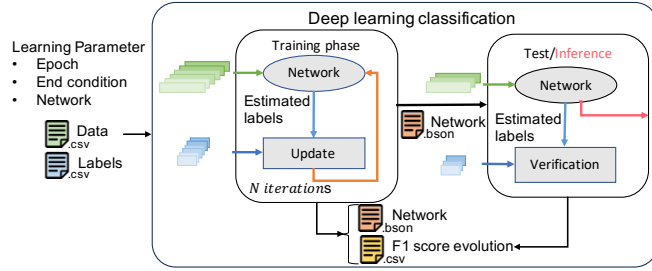 Deep learning classification
Learning Parameter
• Epoch
• End condition
• Network
Data
.csv
Labels
.csv
Training phase
Network
Estimated
labels
Update
N iterations
Network
.bson
Test/Inference
Network
Estimated
labels
Verification
Network
.bson
F1 score evolution
.csv